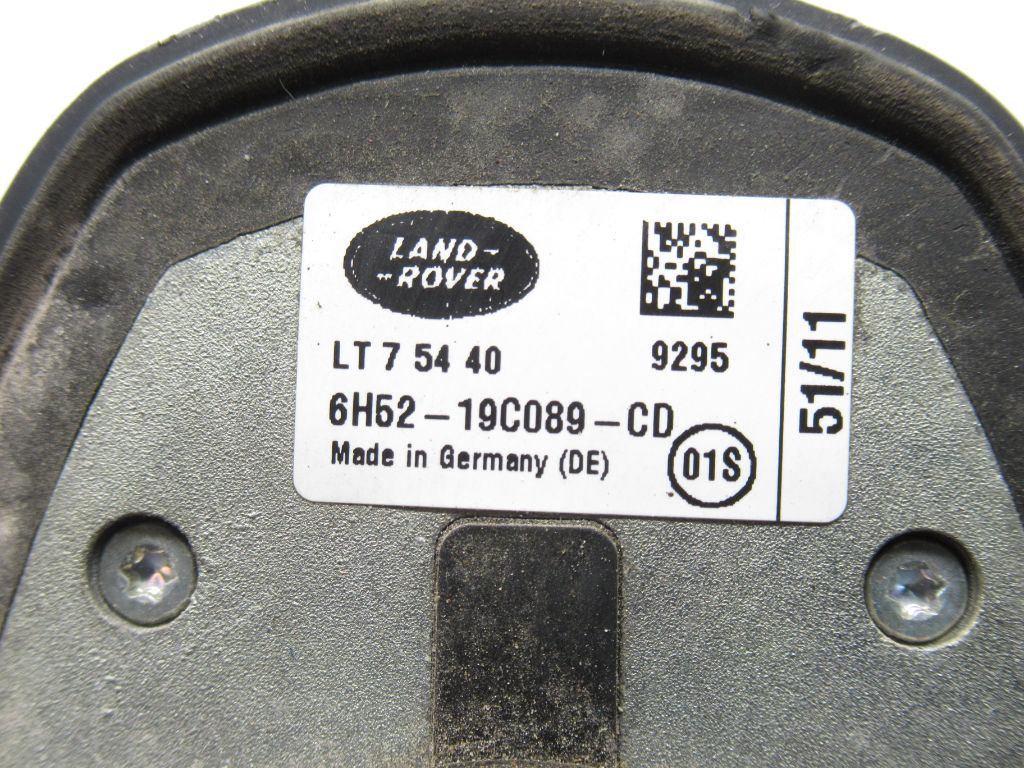 LAND-
-ROVER
LT 7 54 40
9295
6H52-19C089-CD
Made in Germany (DE)
01S
51/11